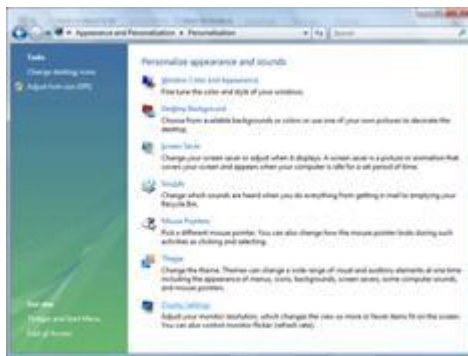 Appearance and Personalization ▸ Personalization
Search
Tasks
Change desktop icons
Adjust font size (DPI)
Personalize appearance and sounds
Window Color and Appearance
Fine tune the color and style of your windows.
Desktop Background
Choose from available backgrounds or colors or use one of your own pictures to decorate the
desktop.
Screen Saver
Change your screen saver or adjust when it displays. A screen saver is a picture or animation that
covers your screen and appears when your computer is idle for a set period of time.
Sounds
Change which sounds are heard when you do everything from getting e-mail to emptying your
Recycle Bin.
Mouse Pointers
Pick a different mouse pointer. You can also change how the mouse pointer looks during such
activities as clicking and selecting.
Theme
Change the theme. Themes can change a wide range of visual and auditory elements at one time
including the appearance of menus, icons, backgrounds, screen savers, some computer sounds,
and mouse pointers.
Display Settings
Adjust your monitor resolution, which changes the view so more or fewer items fit on the screen.
You can also control monitor flicker (refresh rate).
See also
Taskbar and Start Menu
Ease of Access